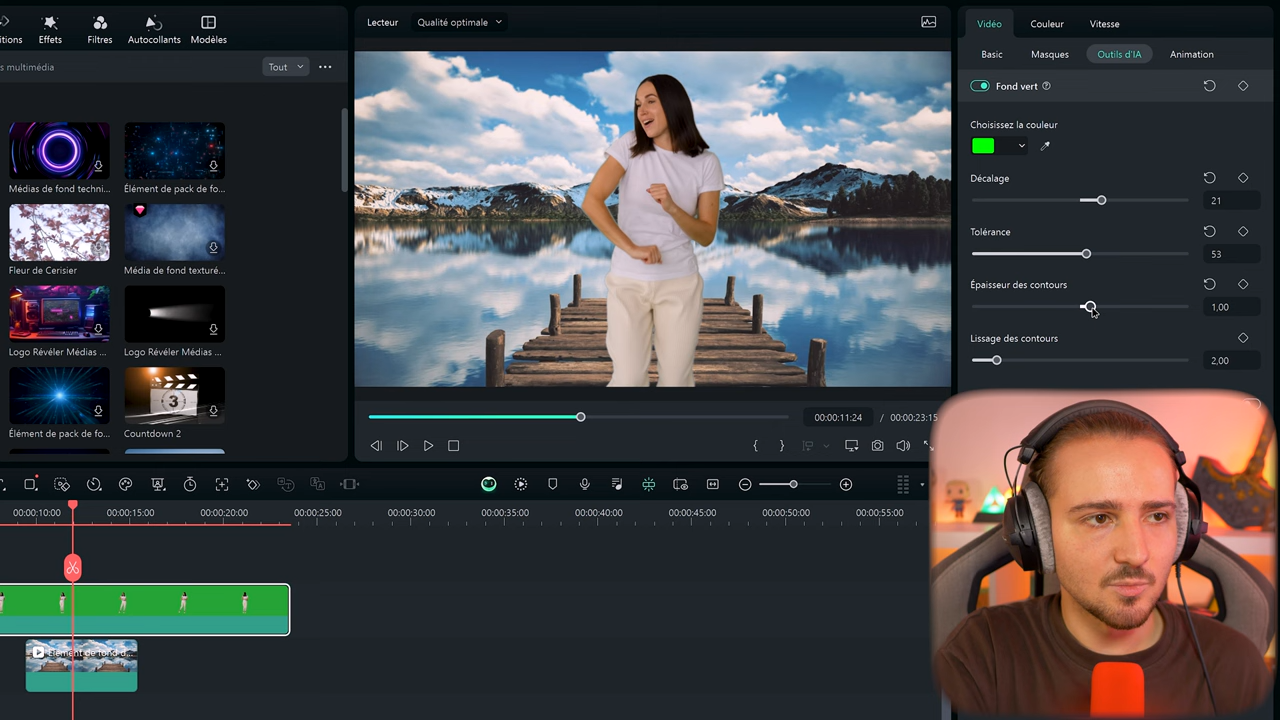 itions
Effets
Filtres
Autocollants
Modèles
s multimédia
Tout
Médias de fond techni...
Élément de pack de fo...
Fleur de Cerisier
Média de fond texturé...
Logo Révéler Médias ...
Logo Révéler Médias ...
3
Élément de pack de fo...
Countdown 2
Lecteur
Qualité optimale
00:00:11:24
/
00:00:23:15
{
}
Vidéo
Couleur
Vitesse
Basic
Masques
Outils d'IA
Animation
Fond vert
Choisissez la couleur
Décalage
21
Tolérance
53
Épaisseur des contours
1,00
Lissage des contours
2,00
00:00:10:00
00:00:15:00
00:00:20:00
00:00:25:00
00:00:30:00
00:00:35:00
00:00:40:00
00:00:45:00
00:00:50:00
00:00:55:00
Élément de fond d...